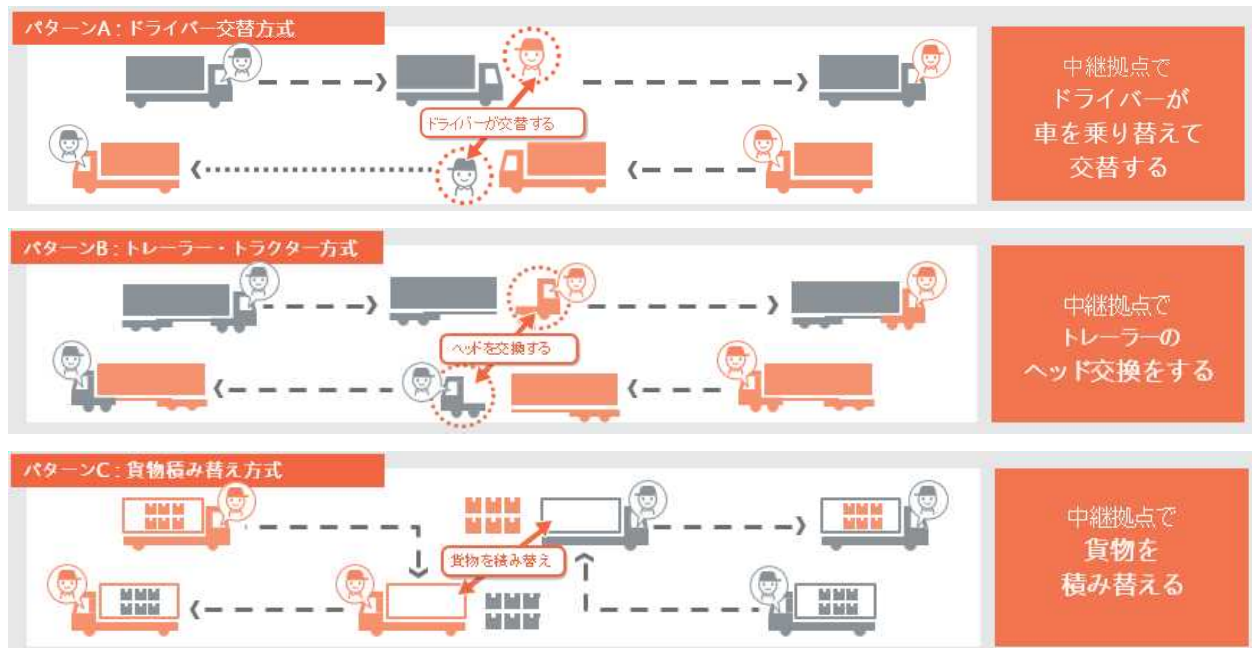 パターンA:ドライバー交替方式
ドライバーが交替する
中継拠点で
ドライバーが
車を乗り替えて
交替する
パターンB:トレーラー・トラクター方式
ヘッドを交換する
中継拠点で
トレーラーの
ヘッド交換をする
パターンC:貨物積み替え方式
貨物を積み替え
中継拠点で
貨物を
積み替える